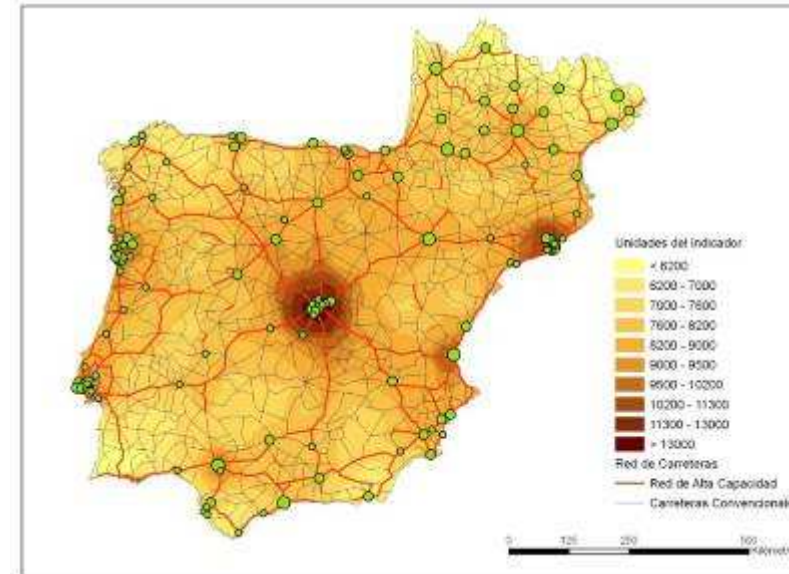 Unidades del Indicador
< 6200
6200 - 7000
7000 - 7600
7600 - 8200
8200 - 9000
9000 - 9500
9500 - 10200
10200 - 11300
11300 - 13000
> 13000
Red de Carreteras
Red de Alta Capacidad
Carreteras Convencionale
0 125 250 500